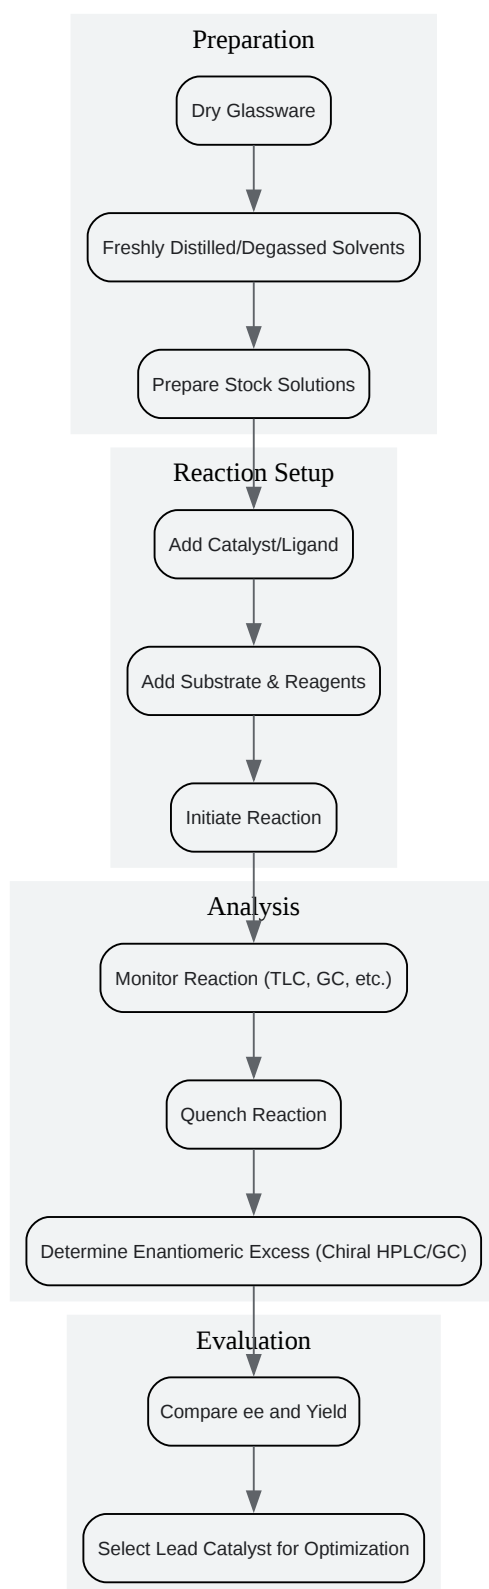 Preparation
Dry Glassware
Freshly Distilled/Degassed Solvents
Prepare Stock Solutions
Reaction Setup
Add Catalyst/Ligand
Add Substrate & Reagents
Initiate Reaction
Analysis
Monitor Reaction (TLC, GC, etc.)
Quench Reaction
Determine Enantiomeric Excess (Chiral HPLC/GC)
Evaluation
Compare ee and Yield
Select Lead Catalyst for Optimization